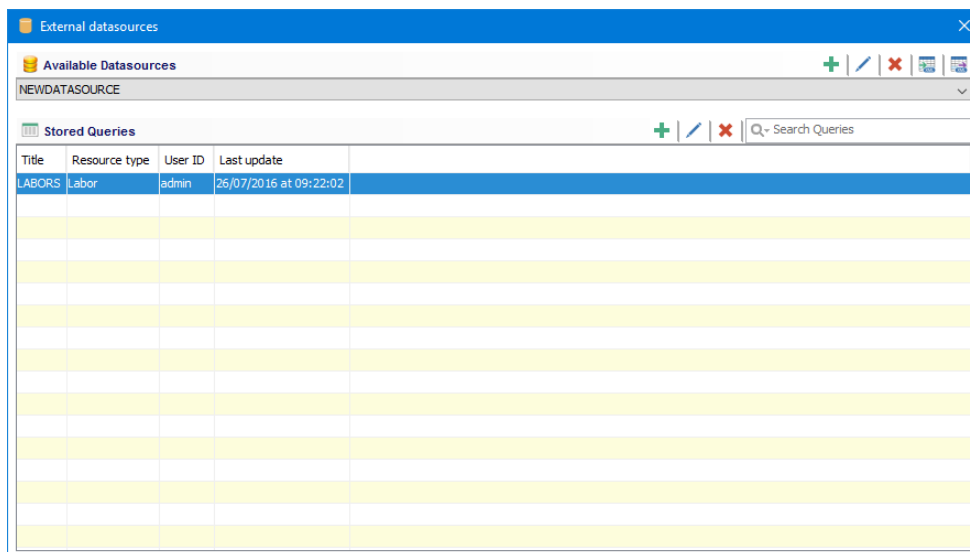 External datasources
Available Datasources
NEWDATASOURCE
Stored Queries
Search Queries
Title Resource type User ID Last update
LABORS Labor admin 26/07/2016 at 09:22:02